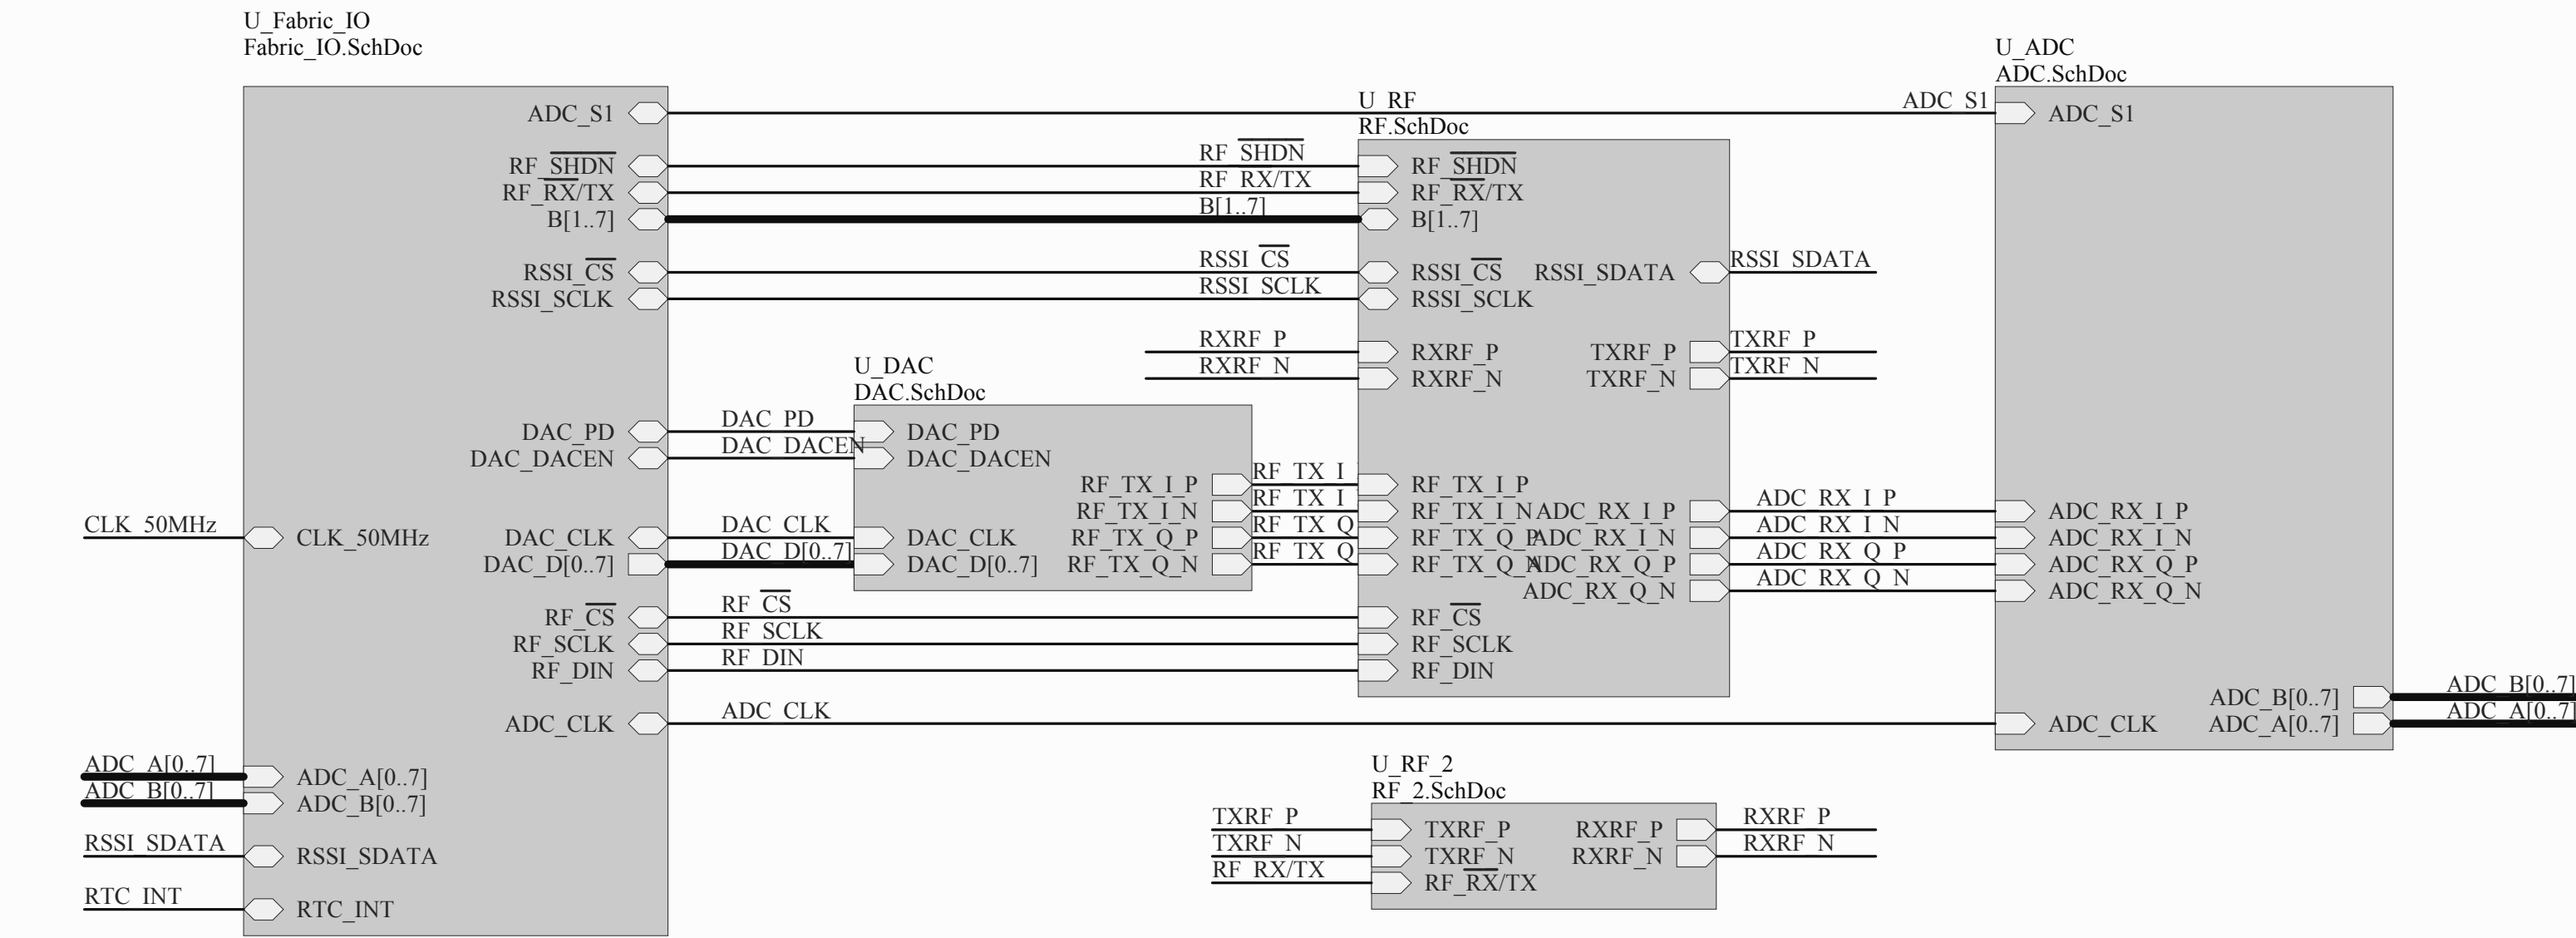 U_Fabric_IO
Fabric_IO.SchDoc
ADC_S1
RF_SHDN
RF_RX/TX
B[1..7]
RSSI_CS
RSSI_SCLK
DAC_PD
DAC_DACEN
CLK_50MHz
CLK_50MHz
DAC_CLK
DAC_D[0..7]
RF_CS
RF_SCLK
RF_DIN
ADC_CLK
ADC_A[0..7]
ADC_B[0..7]
ADC_A[0..7]
ADC_B[0..7]
RSSI_SDATA
RSSI_SDATA
RTC_INT
RTC_INT
DAC_PD
DAC_DACEN
DAC_CLK
DAC_D[0..7]
RF_CS
RF_SCLK
RF_DIN
ADC_CLK
U_DAC
DAC.SchDoc
DAC_PD
DAC_DACEN
DAC_CLK
DAC_D[0..7]
RF_TX_I_P
RF_TX_I_N
RF_TX_Q_P
RF_TX_Q_N
RF_TX_I
RF_TX_I
RF_TX_Q
RF_TX_Q
RF_SHDN
RF_RX/TX
B[1..7]
RSSI_CS
RSSI_SCLK
RXRF_P
RXRF_N
U_RF
RF.SchDoc
RF_SHDN
RF_RX/TX
B[1..7]
RSSI_CS
RSSI_SCLK
RSSI_SDATA
RXRF_P
RXRF_N
TXRF_P
TXRF_N
RF_TX_I_P
RF_TX_I_N
RF_TX_Q_P
RF_TX_Q_N
ADC_RX_I_P
ADC_RX_I_N
ADC_RX_Q_P
ADC_RX_Q_N
RF_CS
RF_SCLK
RF_DIN
RSSI_SDATA
TXRF_P
TXRF_N
ADC_RX_I_P
ADC_RX_I_N
ADC_RX_Q_P
ADC_RX_Q_N
ADC_S1
U_ADC
ADC.SchDoc
ADC_S1
ADC_RX_I_P
ADC_RX_I_N
ADC_RX_Q_P
ADC_RX_Q_N
ADC_CLK
ADC_B[0..7]
ADC_A[0..7]
ADC_B[0..7]
ADC_A[0..7]
U_RF_2
RF_2.SchDoc
TXRF_P
TXRF_N
RF_RX/TX
TXRF_P
TXRF_N
RF_RX/TX
RXRF_P
RXRF_N
RXRF_P
RXRF_N